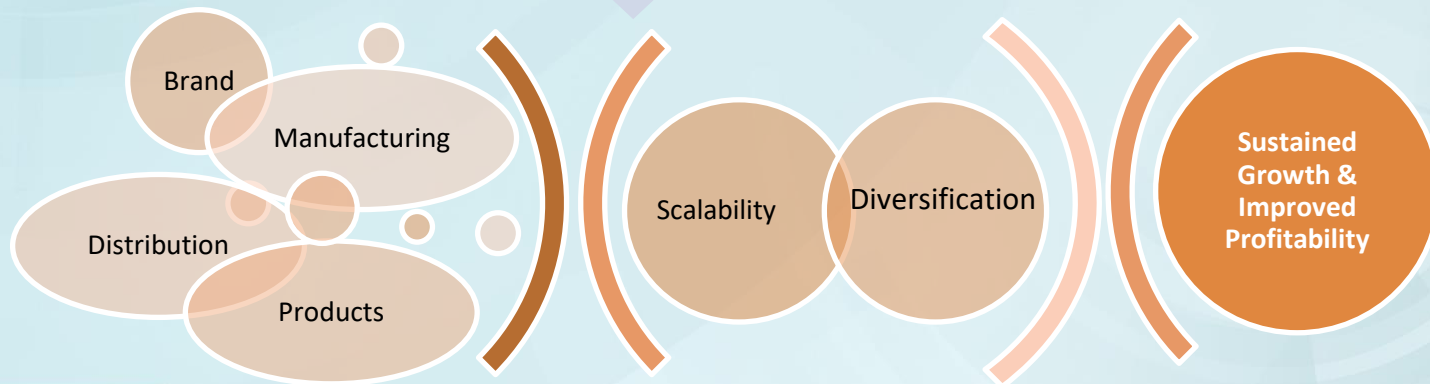 Brand
Manufacturing
Distribution
Products
Scalability
Diversification
Sustained
Growth &
Improved
Profitability